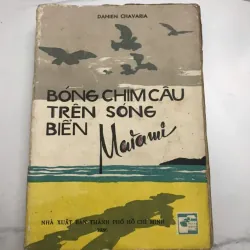 DANIEN CHAVARIA
BÓNG CHIM CÂU
TRÊN SÓNG
BIỂN
Maiami
NHÀ XUẤT BẢN THÀNH PHỐ HỒ CHÍ MINH